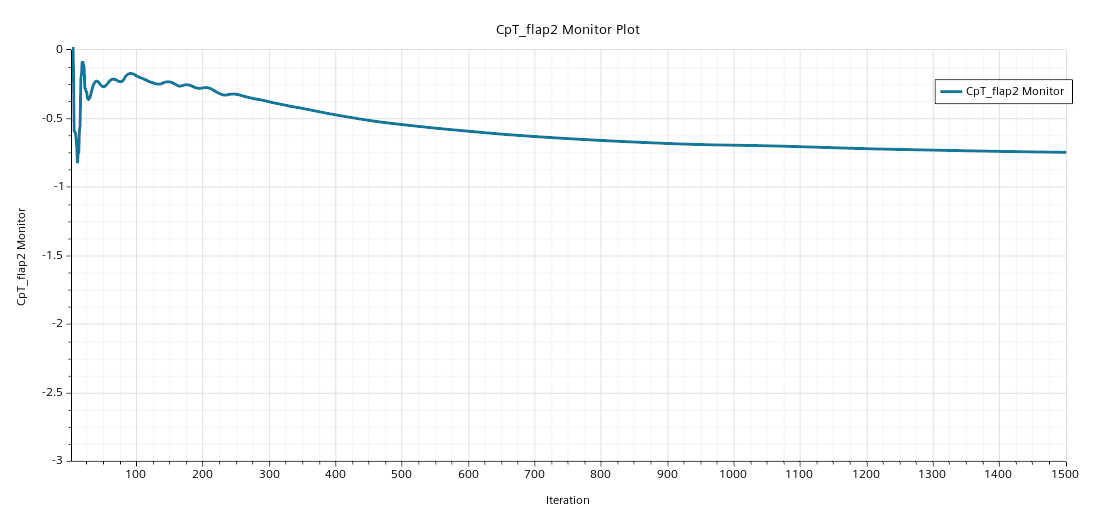 CpT_flap2 Monitor Plot
0
-0.5
-1
-1.5
-2
-2.5
-3
CpT_flap2 Monitor
CpT_flap2 Monitor
100 200 300 400 500 600 700 800 900 1000 1100 1200 1300 1400 1500
Iteration